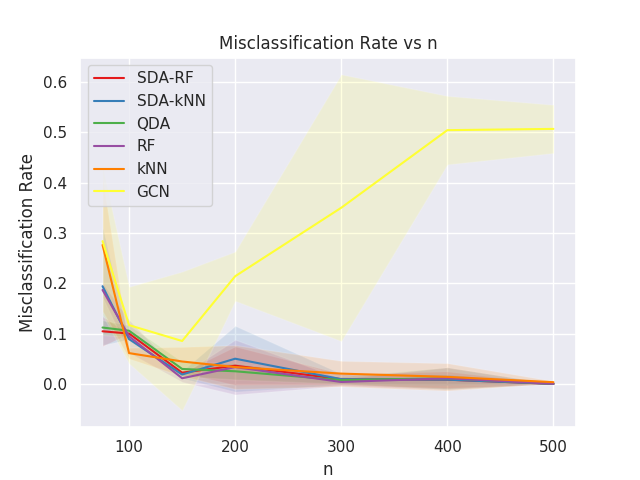 Misclassification Rate vs n
Misclassification Rate
0.6
0.5
0.4
0.3
0.2
0.1
0.0
SDA-RF
SDA-kNN
QDA
RF
kNN
GCN
100
200
300
400
500
n